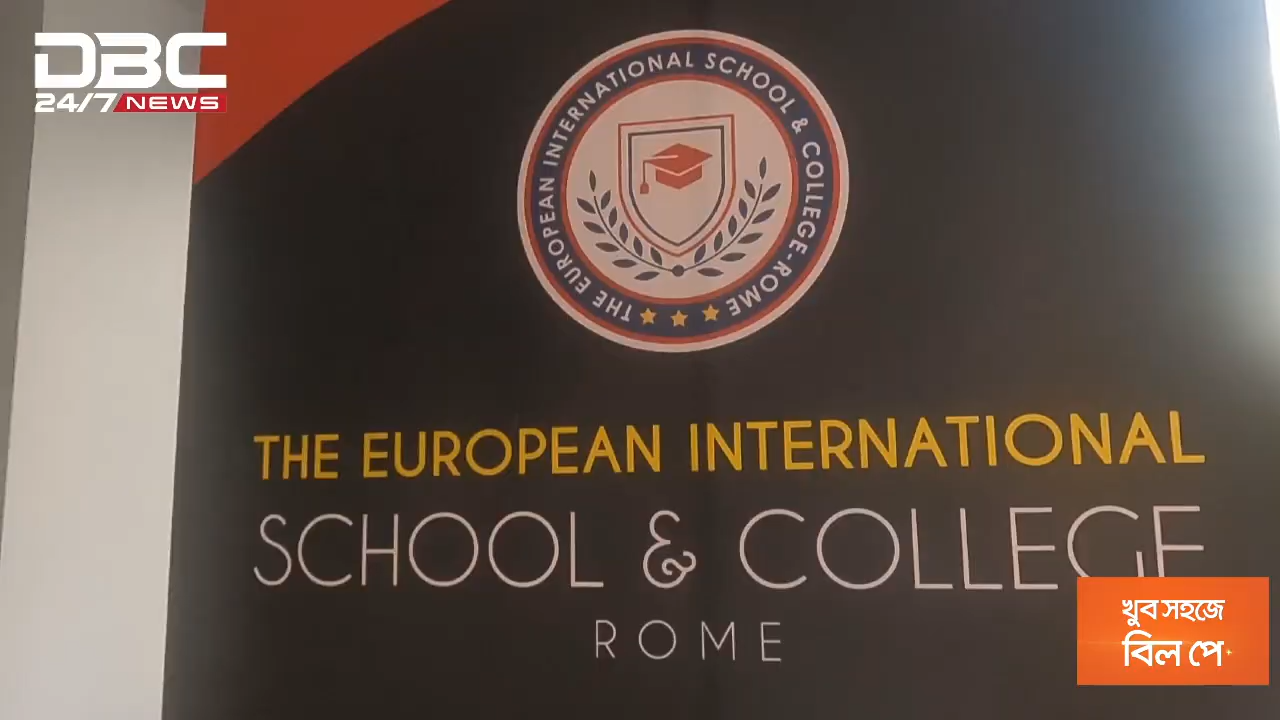 DBC
24/7 NEWS
THE EUROPEAN INTERNATIONAL SCHOOL & COLLEGE-ROME
THE EUROPEAN INTERNATIONAL
SCHOOL & COLLEGE
ROME
খুব সহজে
বিল পে